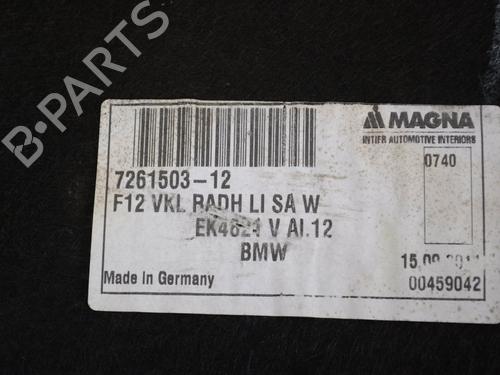 MAGNA
INTIER AUTOMOTIVE INTERIORS
7261503-12
0740
F12 VKL RADH LI SA W
V AI.12
BMW
Made In Germany
00459042
B-PARTS